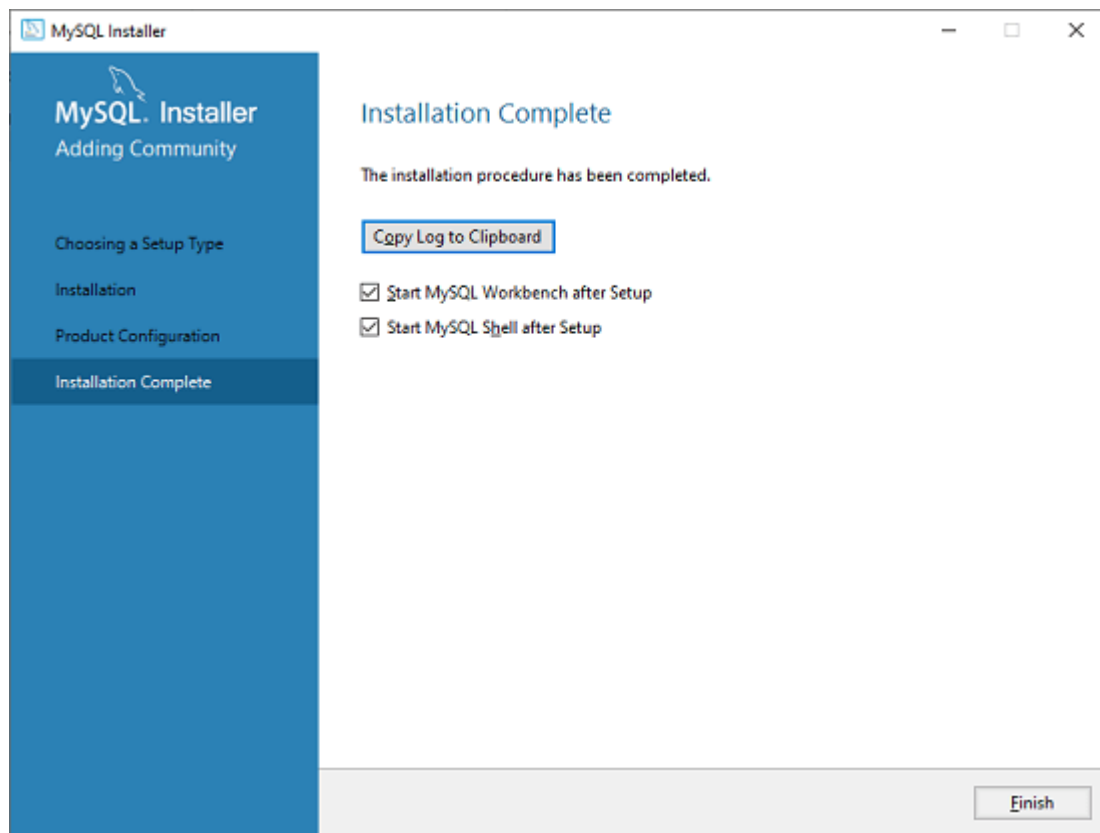 MySQL Installer
MySQL. Installer
Adding Community
Choosing a Setup Type
Installation
Product Configuration
Installation Complete
Installation Complete
The installation procedure has been completed.
Copy Log to Clipboard
Start MySQL Workbench after Setup
Start MySQL Shell after Setup
Finish